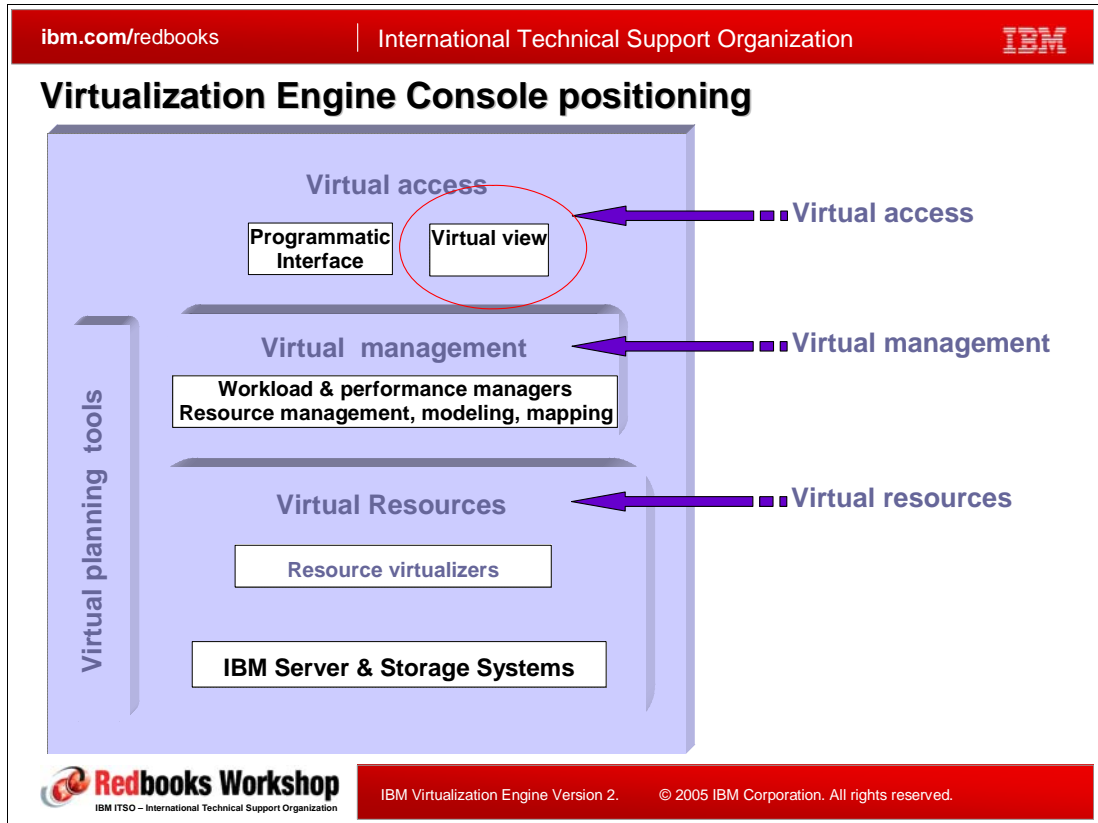 ibm.com/redbooks
International Technical Support Organization
IBM
Virtualization Engine Console positioning
Virtual access
Programmatic
Interface
Virtual view
Virtual access
Virtual planning tools
Virtual management
Workload & performance managers
Resource management, modeling, mapping
Virtual management
Virtual Resources
Resource virtualizers
IBM Server & Storage Systems
Virtual resources
Redbooks Workshop
IBM ITSO – International Technical Support Organization
IBM Virtualization Engine Version 2.
© 2005 IBM Corporation. All rights reserved.